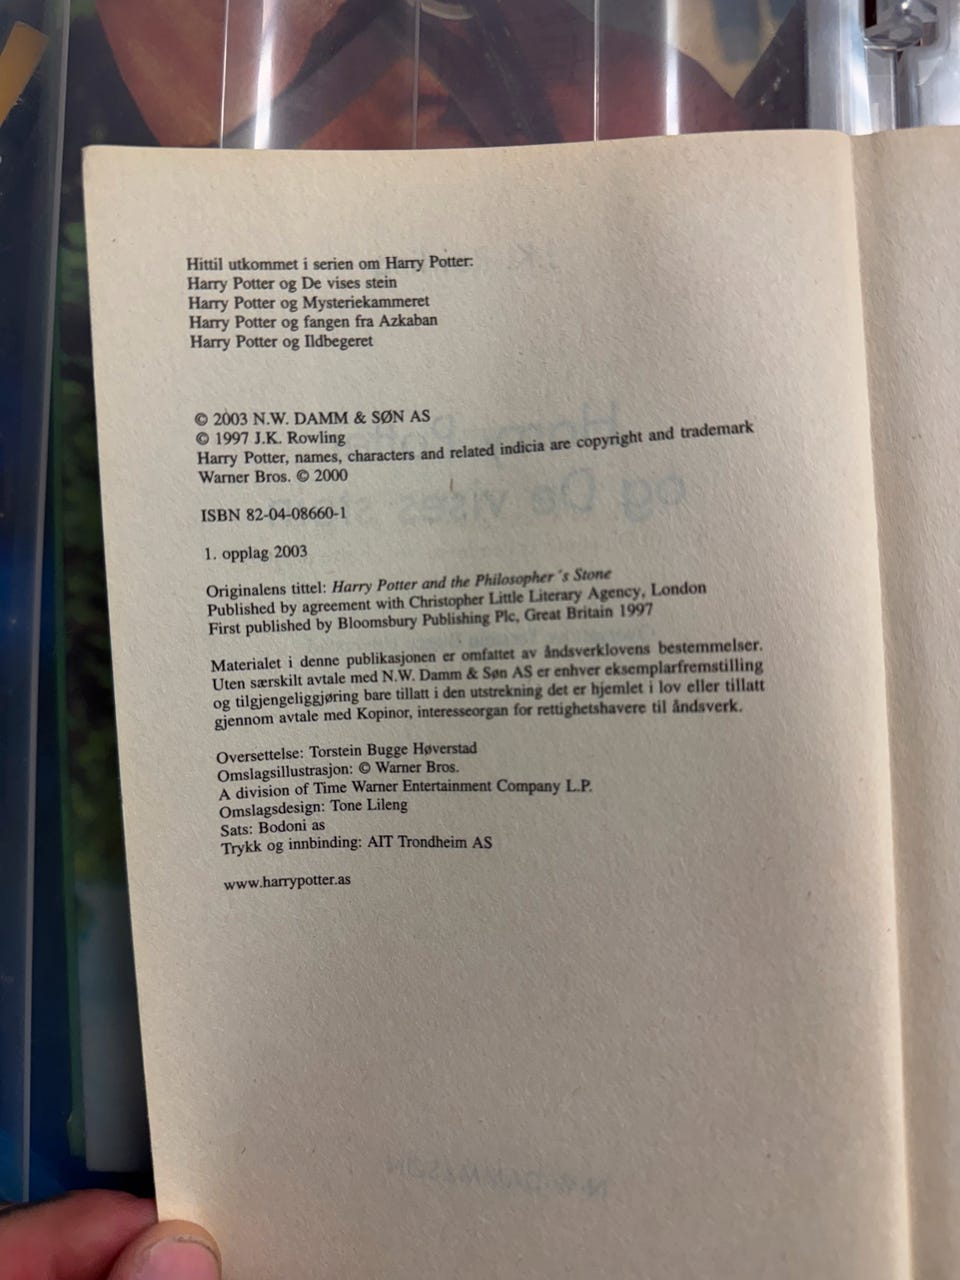 Hittil utkommet i serien om Harry Potter:
Harry Potter og De vises stein
Harry Potter og Mysteriekammeret
Harry Potter og fangen fra Azkaban
Harry Potter og Ildbegeret
© 2003 N.W. DAMM & SØN AS
© 1997 J.K. Rowling
Harry Potter, names, characters and related indicia are copyright and trademark
Warner Bros. © 2000
ISBN 82-04-08660-1
1. opplag 2003
Originalens tittel: Harry Potter and the Philosopher´s Stone
Published by agreement with Christopher Little Literary Agency, London
First published by Bloomsbury Publishing Plc, Great Britain 1997
Materialet i denne publikasjonen er omfattet av åndsverklovens bestemmelser.
Uten særskilt avtale med N.W. Damm & Søn AS er enhver eksemplarfremstilling
og tilgjengeliggjøring bare tillatt i den utstrekning det er hjemlet i lov eller tillatt
gjennom avtale med Kopinor, interesseorgan for rettighetshavere til åndsverk.
Oversettelse: Torstein Bugge Høverstad
Omslagsillustrasjon: © Warner Bros.
A division of Time Warner Entertainment Company L.P.
Omslagsdesign: Tone Lileng
Sats: Bodoni as
Trykk og innbinding: AIT Trondheim AS
www.harrypotter.as